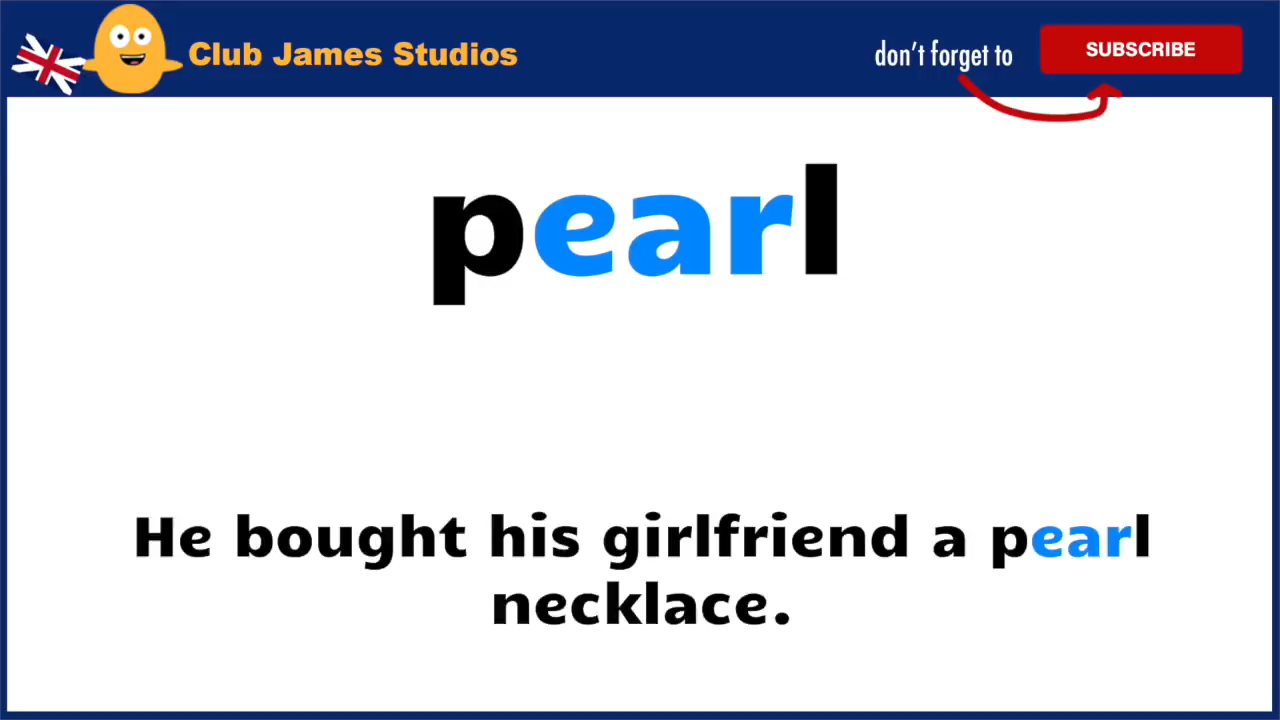 Club James Studios
don't forget to
SUBSCRIBE
pearl
He bought his girlfriend a pearl
necklace.